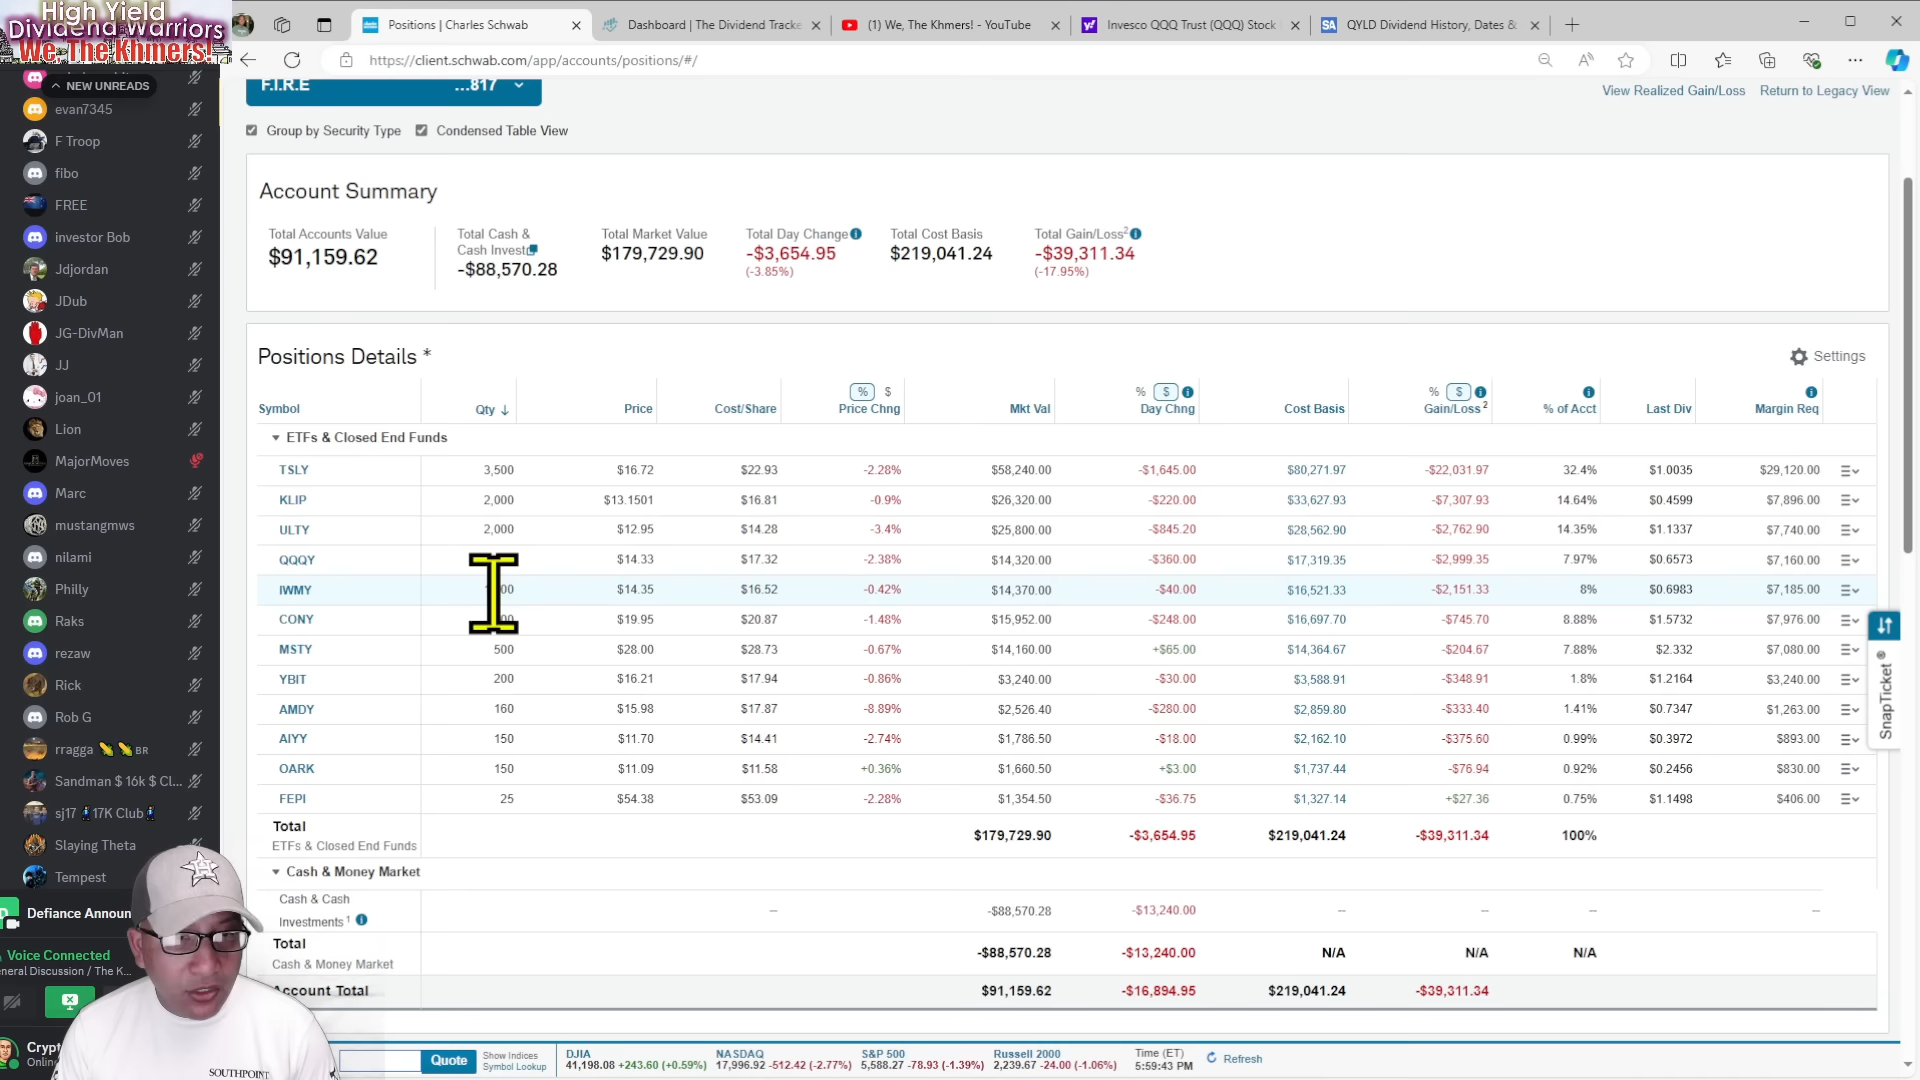 High Yield
Dividend Warriors
We, The Khmers!
Positions | Charles Schwab
Dashboard | The Dividend Tracke
(1) We, The Khmers! - YouTube
Invesco QQQ Trust (QQQ) Stock
QYLD Dividend History, Dates &
https://client.schwab.com/app/accounts/positions/#/
NEW UNREADS
evan7345
F Troop
fibo
FREE
investor Bob
Jdjordan
JDub
JG-DivMan
JJ
joan_01
Lion
MajorMoves
Marc
mustangmws
nilami
Philly
Raks
rezaw
Rick
Rob G
rragga BR
Sandman $ 16k $ Cl...
sj17 17K Club
Slaying Theta
Tempest
Defiance Announ
Voice Connected
eneral Discussion / The K...
Crypt
Onlin
SOUTHPOINT
F.I.R.E ...817
View Realized Gain/Loss Return to Legacy View
Group by Security Type Condensed Table View
Account Summary
Total Accounts Value
$91,159.62
Total Cash &
Cash Invest
-$88,570.28
Total Market Value
$179,729.90
Total Day Change
-$3,654.95
(-3.85%)
Total Cost Basis
$219,041.24
Total Gain/Loss2
-$39,311.34
(-17.95%)
Positions Details *
Settings
% $ % $ % $
Symbol Qty ↓ Price Cost/Share Price Chng Mkt Val Day Chng Cost Basis Gain/Loss 2 % of Acct Last Div Margin Req
ETFs & Closed End Funds
TSLY 3,500 $16.72 $22.93 -2.28% $58,240.00 -$1,645.00 $80,271.97 -$22,031.97 32.4% $1.0035 $29,120.00
KLIP 2,000 $13.1501 $16.81 -0.9% $26,320.00 -$220.00 $33,627.93 -$7,307.93 14.64% $0.4599 $7,896.00
ULTY 2,000 $12.95 $14.28 -3.4% $25,800.00 -$845.20 $28,562.90 -$2,762.90 14.35% $1.1337 $7,740.00
QQQY $14.33 $17.32 -2.38% $14,320.00 -$360.00 $17,319.35 -$2,999.35 7.97% $0.6573 $7,160.00
IWMY $14.35 $16.52 -0.42% $14,370.00 -$40.00 $16,521.33 -$2,151.33 8% $0.6983 $7,185.00
CONY $19.95 $20.87 -1.48% $15,952.00 -$248.00 $16,697.70 -$745.70 8.88% $1.5732 $7,976.00
MSTY 500 $28.00 $28.73 -0.67% $14,160.00 +$65.00 $14,364.67 -$204.67 7.88% $2.332 $7,080.00
YBIT 200 $16.21 $17.94 -0.86% $3,240.00 -$30.00 $3,588.91 -$348.91 1.8% $1.2164 $3,240.00
AMDY 160 $15.98 $17.87 -8.89% $2,526.40 -$280.00 $2,859.80 -$333.40 1.41% $0.7347 $1,263.00
AIYY 150 $11.70 $14.41 -2.74% $1,786.50 -$18.00 $2,162.10 -$375.60 0.99% $0.3972 $893.00
OARK 150 $11.09 $11.58 +0.36% $1,660.50 +$3.00 $1,737.44 -$76.94 0.92% $0.2456 $830.00
FEPI 25 $54.38 $53.09 -2.28% $1,354.50 -$36.75 $1,327.14 +$27.36 0.75% $1.1498 $406.00
Total
ETFs & Closed End Funds
$179,729.90 -$3,654.95 $219,041.24 -$39,311.34 100%
Cash & Money Market
Cash & Cash
Investments 1
-- -$88,570.28 -$13,240.00 -- -- -- --
Total
Cash & Money Market
-$88,570.28 -$13,240.00 N/A N/A N/A
Account Total $91,159.62 -$16,894.95 $219,041.24 -$39,311.34
SnapTicket ®
Quote
Show Indices
Symbol Lookup
DJIA
41,198.08 +243.60 (+0.59%)
NASDAQ
17,996.92 -512.42 (-2.77%)
S&P 500
5,588.27 -78.93 (-1.39%)
Russell 2000
2,239.67 -24.00 (-1.06%)
Time (ET)
5:59:43 PM
Refresh